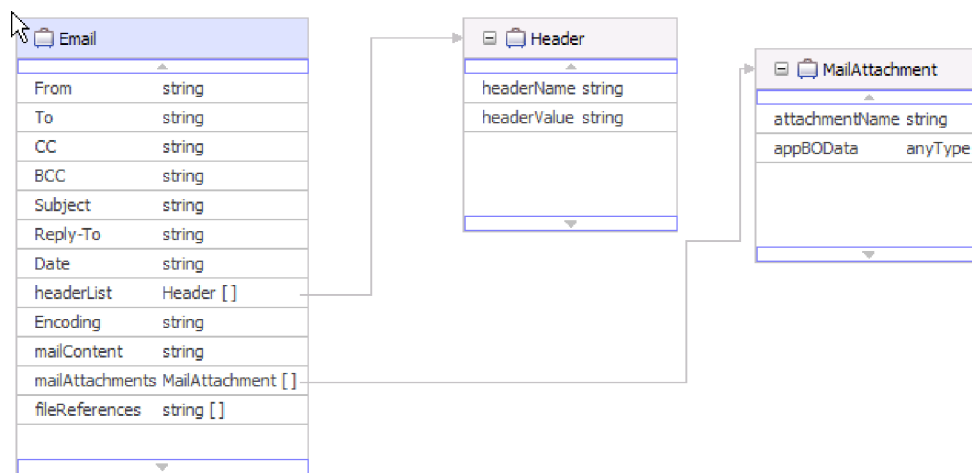 Email
From string
To string
CC string
BCC string
Subject string
Reply-To string
Date string
headerList Header [ ]
Encoding string
mailContent string
mailAttachments MailAttachment [ ]
fileReferences string [ ]
Header
headerName string
headerValue string
MailAttachment
attachmentName string
appBOData anyType